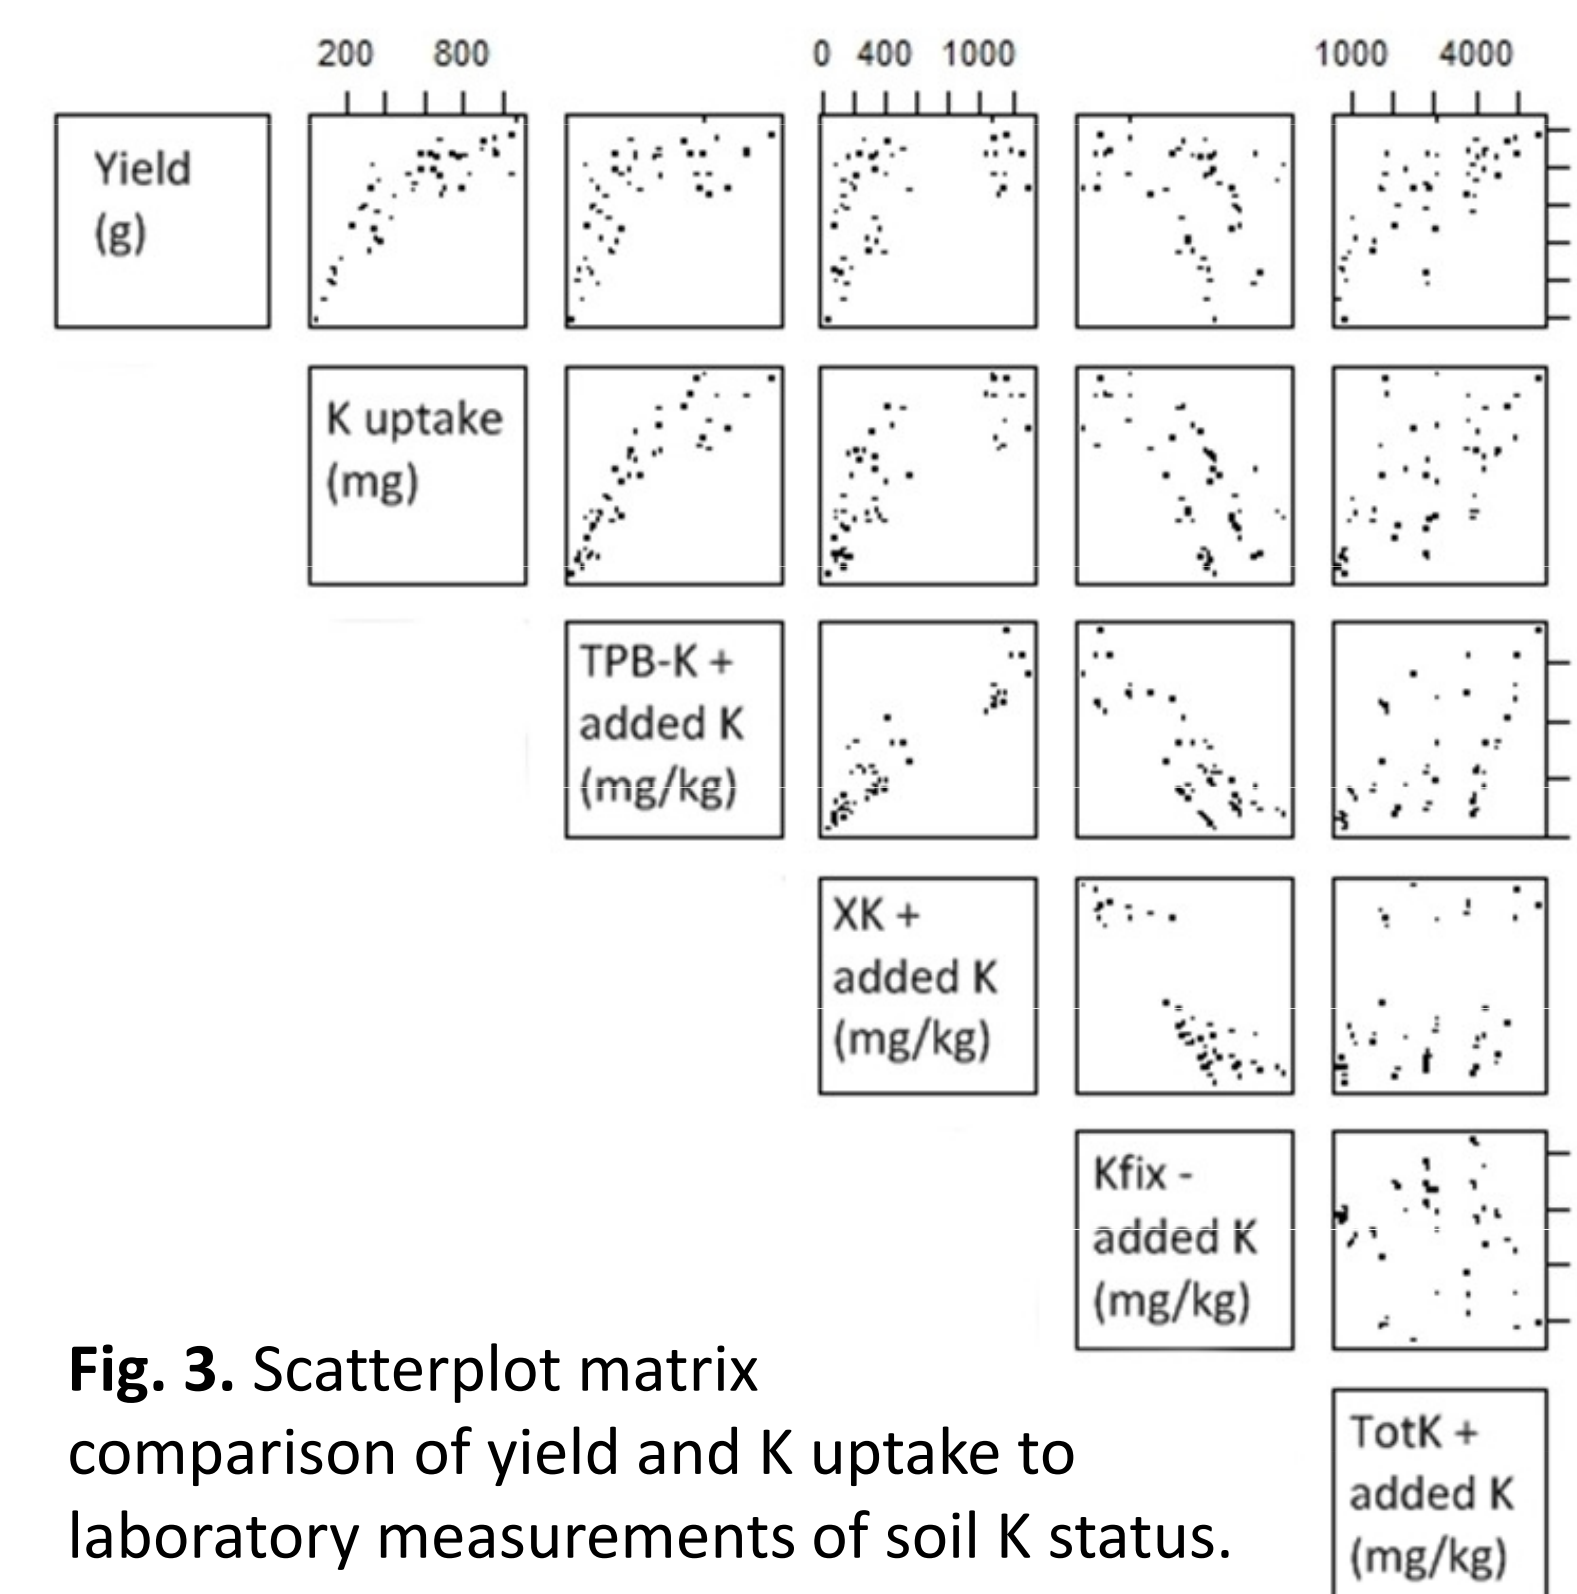 200 800 0 400 1000 1000 4000
Yield
(g)
K uptake
(mg)
TPB-K +
added K
(mg/kg)
XK +
added K
(mg/kg)
Kfix -
added K
(mg/kg)
TotK +
added K
(mg/kg)
Fig. 3. Scatterplot matrix
comparison of yield and K uptake to
laboratory measurements of soil K status.